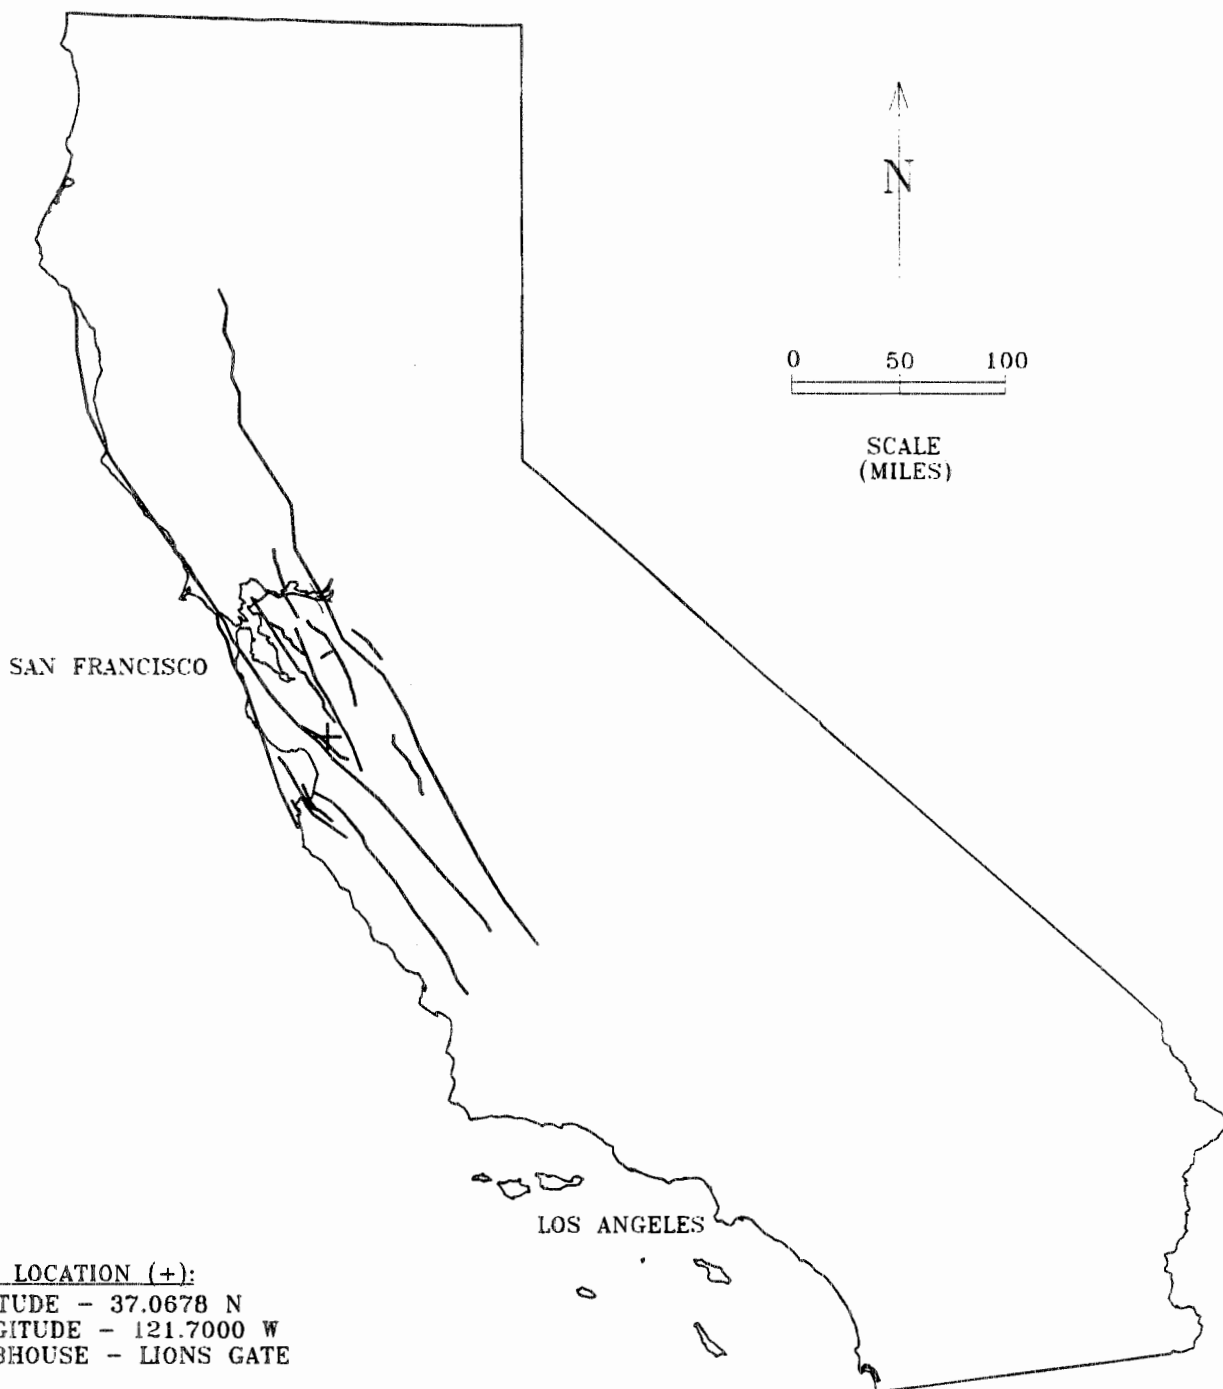 N
0 50 100
SCALE
(MILES)
SAN FRANCISCO
LOS ANGELES
LOCATION (+):
TUDE – 37.0678 N
GITUDE – 121.7000 W
BHOUSE – LIONS GATE